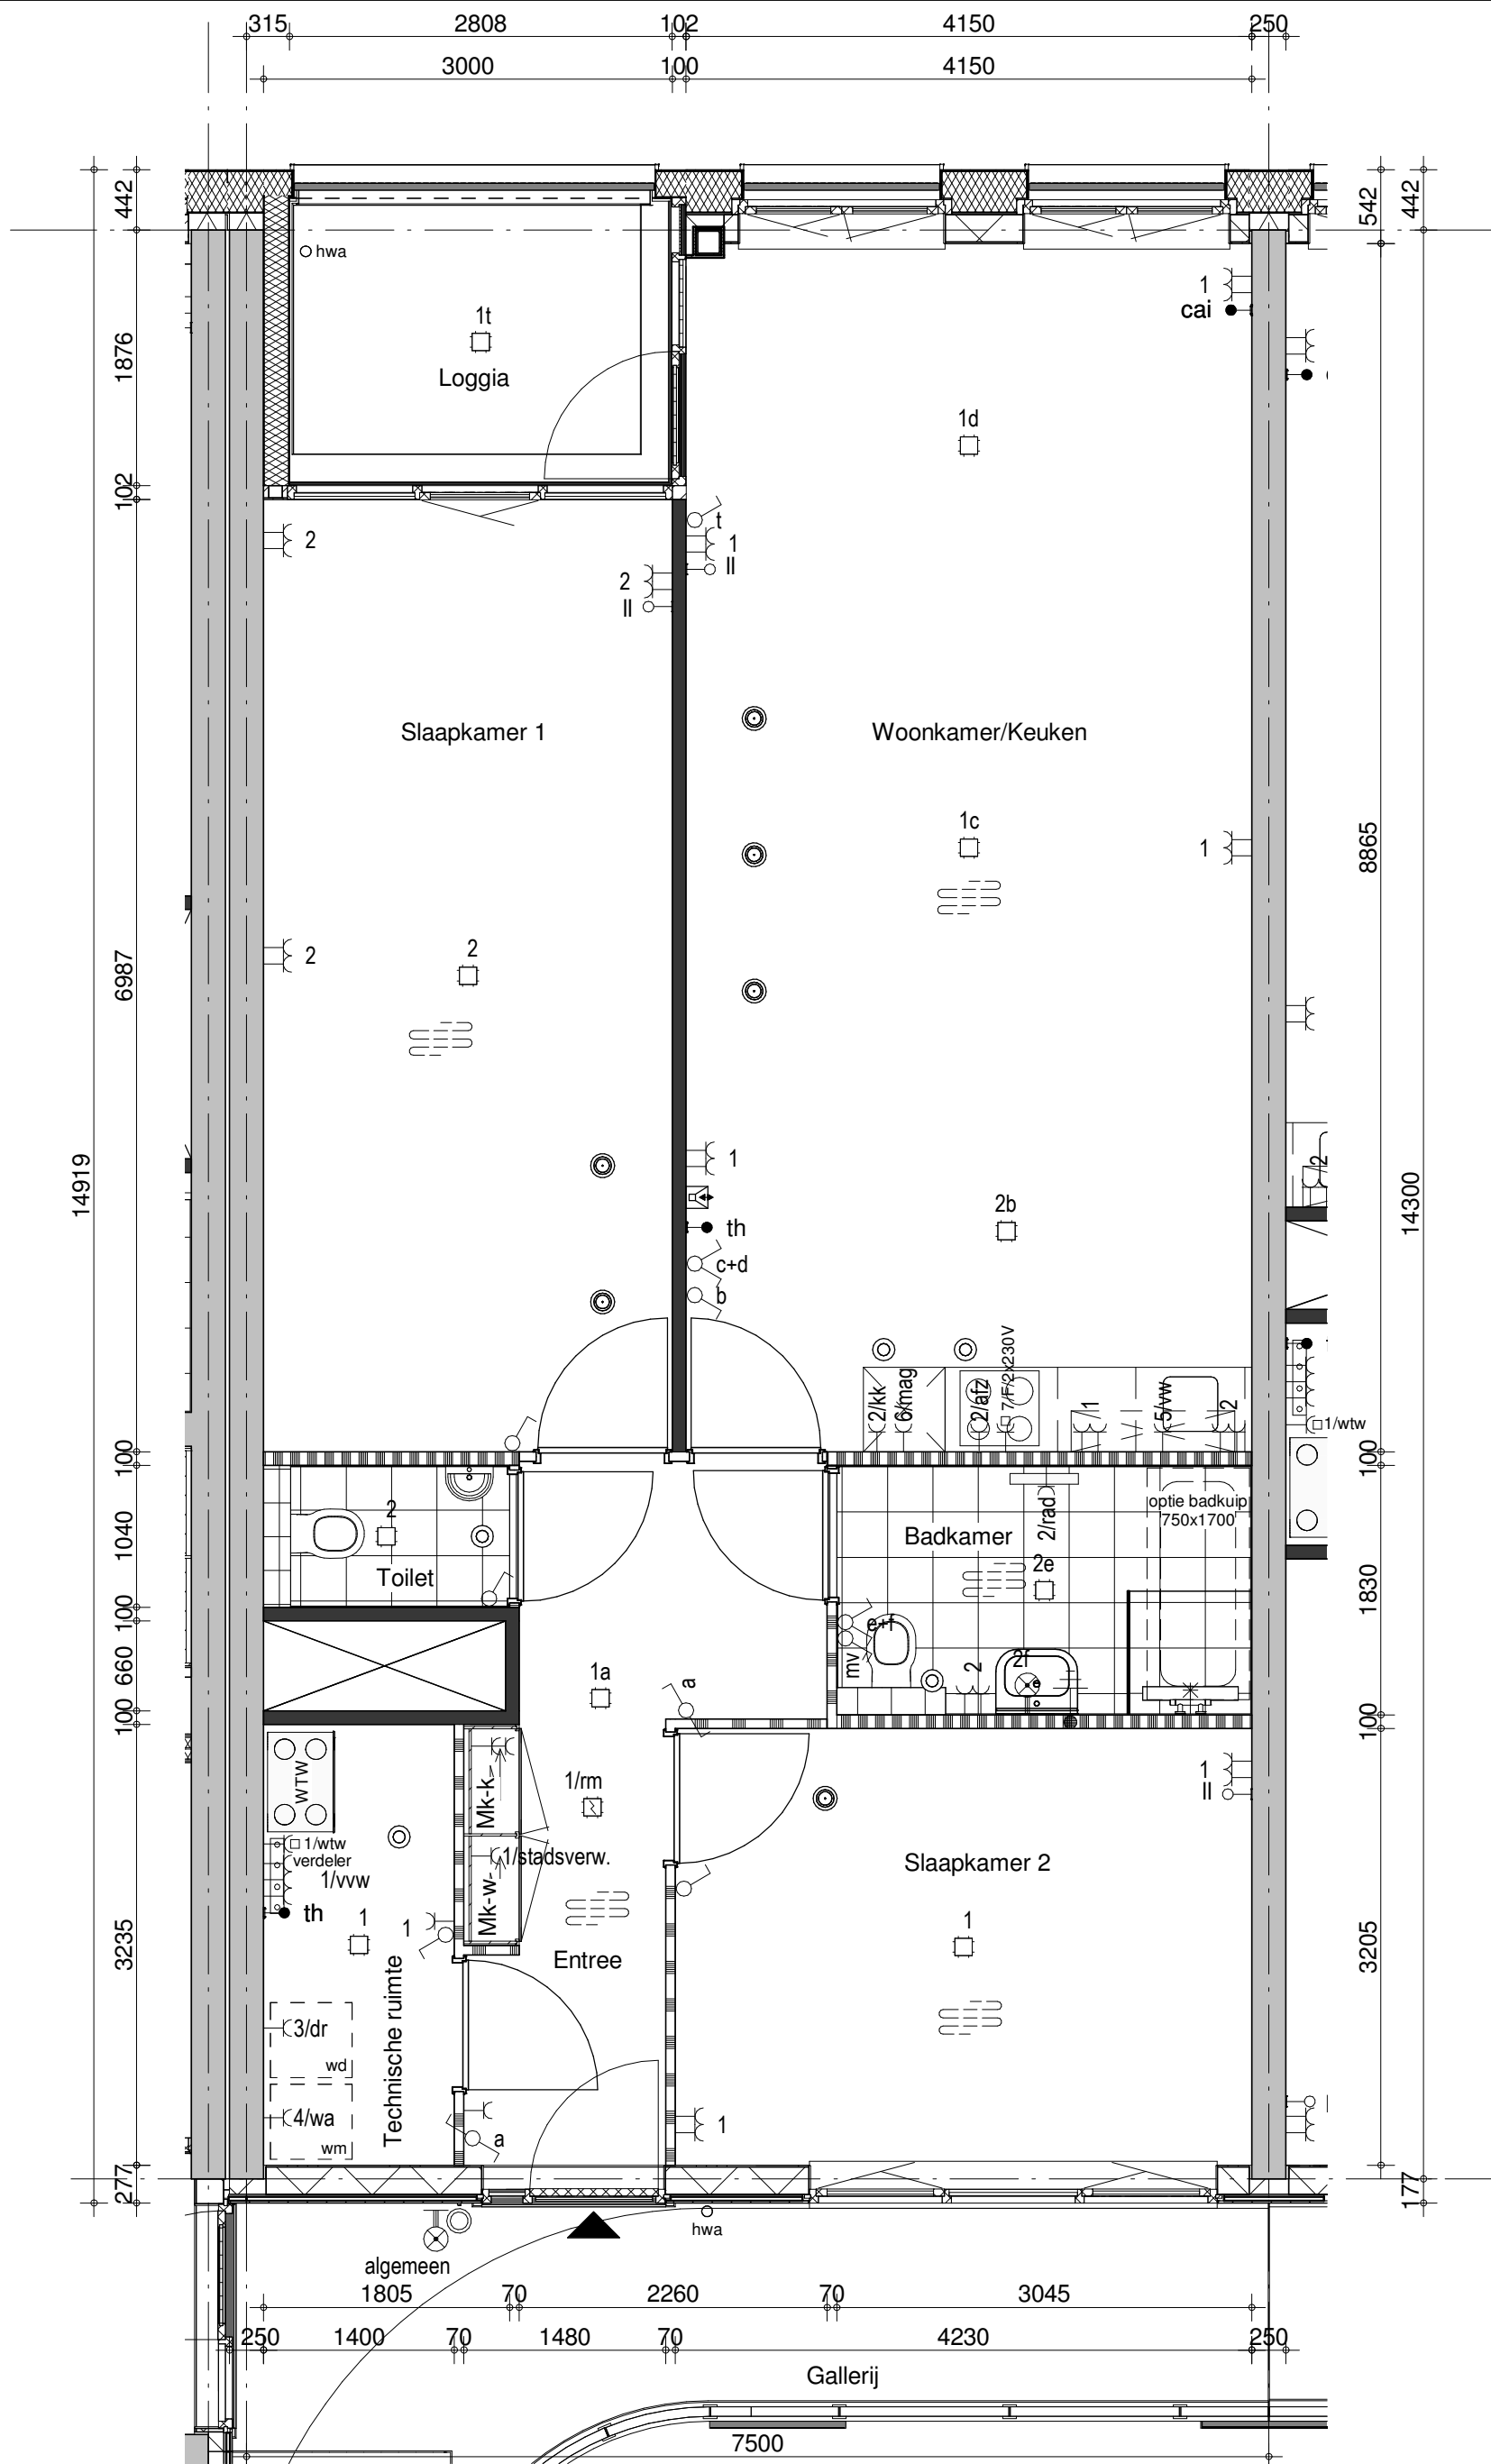 315 2808 102 4150 250
3000 100 4150
442
1876
102
6987
14919
100
1040
100
660
100
3235
277
542
442
8865
14300
100
1830
100
3205
177
hwa
1t
Loggia
1
cai
1d
2
t
1
ll
2
ll
Slaapkamer 1
Woonkamer/Keuken
1c
1
2
2
1
th
2b
c+d
b
2/kk
6/mag
2/afz
7/F/2x230V
1
5/vw
2
2
1/wtw
2
Toilet
Badkamer
2/rad
optie badkuip
750x1700
2e
e+f
mv
2
2f
e
1a
a
WTW
Mk-k
1/rm
1
ll
1/wtw
verdeler
1/vvw
1/stadsverw.
Mk-w
th
1
1
Slaapkamer 2
1
Entree
Technische ruimte
3/dr
wd
4/wa
wm
a
1
hwa
algemeen
1805 70 2260 70 3045
250 1400 70 1480 70 4230 250
Gallerij
7500